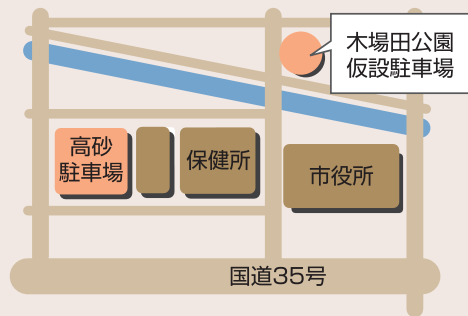 木場田公園
仮設駐車場
高砂
駐車場
保健所
市役所
国道35号